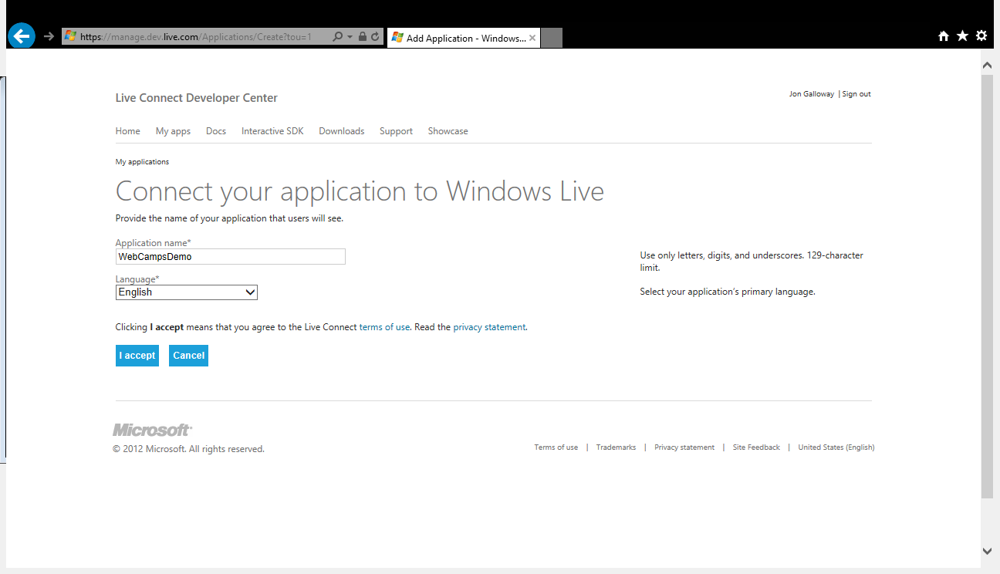 https://manage.dev.live.com/Applications/Create?tou=1
Add Application - Windows...
Live Connect Developer Center
Jon Galloway | Sign out
Home My apps Docs Interactive SDK Downloads Support Showcase
My applications
Connect your application to Windows Live
Provide the name of your application that users will see.
Application name*
WebCampsDemo
Use only letters, digits, and underscores. 129-character
limit.
Language*
English
Select your application's primary language.
Clicking I accept means that you agree to the Live Connect terms of use. Read the privacy statement.
I accept Cancel
Microsoft
© 2012 Microsoft. All rights reserved.
Terms of use | Trademarks | Privacy statement | Site Feedback | United States (English)